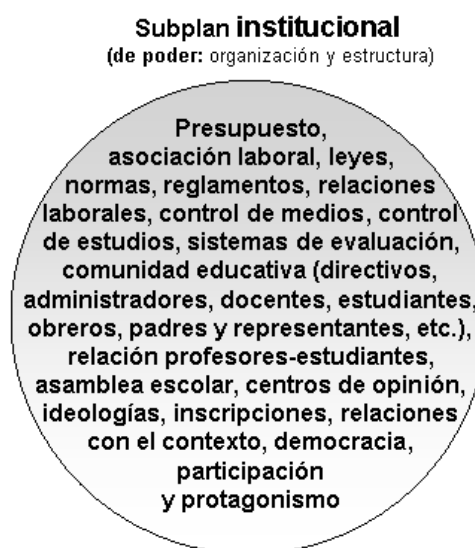 Subplan institucional
(de poder: organización y estructura)
Presupuesto,
asociación laboral, leyes,
normas, reglamentos, relaciones
laborales, control de medios, control
de estudios, sistemas de evaluación,
comunidad educativa (directivos,
administradores, docentes, estudiantes,
obreros, padres y representantes, etc.),
relación profesores-estudiantes,
asamblea escolar, centros de opinión,
ideologías, inscripciones, relaciones
con el contexto, democracia,
participación
y protagonismo